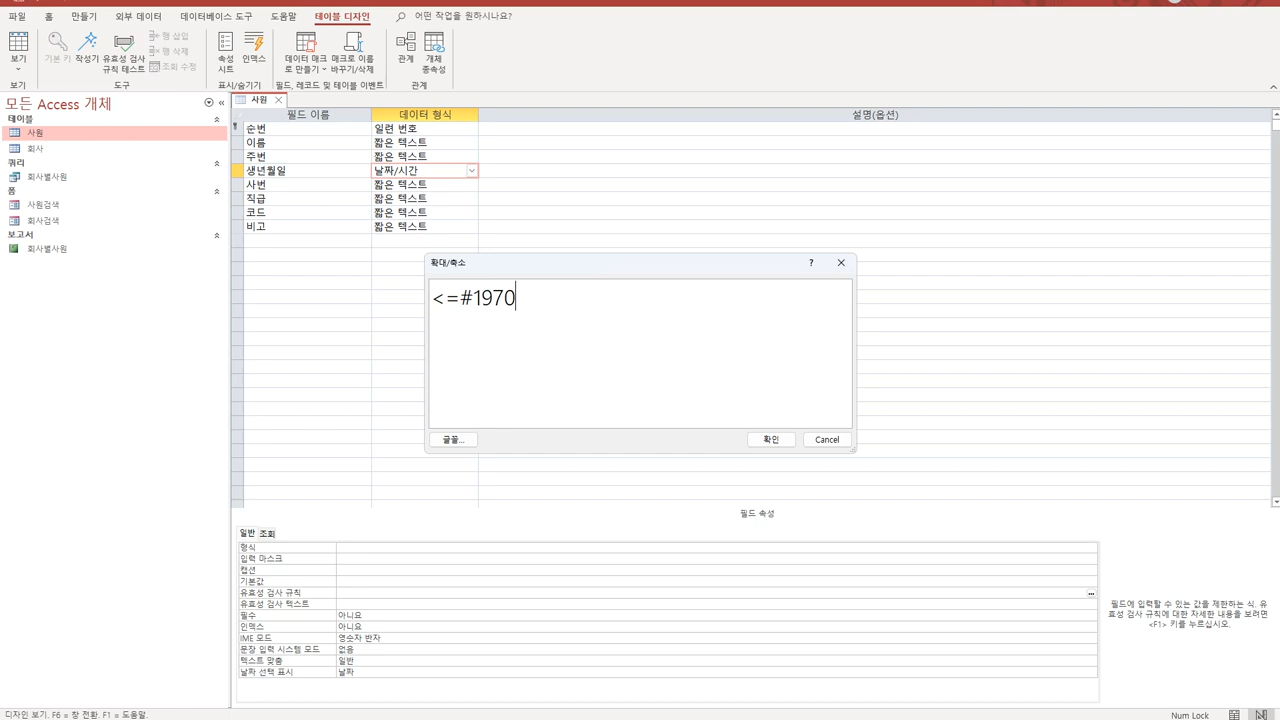 파일 홈 만들기 외부 데이터 데이터베이스 도구 도움말 테이블 디자인 어떤 작업을 원하시나요?
보기
기본 키
작성기
유효성 검사
규칙 테스트
행 삽입
행 삭제
조회 수정
속성
시트
인덱스
데이터 매크
로 만들기
매크로 이름
바꾸기/삭제
관계
개체
종속성
보기 도구 표시/숨기기 필드, 레코드 및 테이블 이벤트 관계
모든 Access 개체
테이블
사원
회사
쿼리
회사별사원
폼
사원검색
회사검색
보고서
회사별사원
사원
필드 이름 데이터 형식 설명(옵션)
순번 일련 번호
이름 짧은 텍스트
주번 짧은 텍스트
생년월일 날짜/시간
사번 짧은 텍스트
직급 짧은 텍스트
코드 짧은 텍스트
비고 짧은 텍스트
확대/축소 ?
<=#1970
글꼴... 확인 Cancel
필드 속성
일반 조회
형식
입력 마스크
캡션
기본값
유효성 검사 규칙 ...
유효성 검사 텍스트
필수 아니요
인덱스 아니요
IME 모드 영숫자 반자
문장 입력 시스템 모드 없음
텍스트 맞춤 일반
날짜 선택 표시 날짜
필드에 입력할 수 있는 값을 제한하는 식. 유
효성 검사 규칙에 대한 자세한 내용을 보려면
<F1> 키를 누르십시오.
디자인 보기. F6 = 창 전환. F1 = 도움말. Num Lock